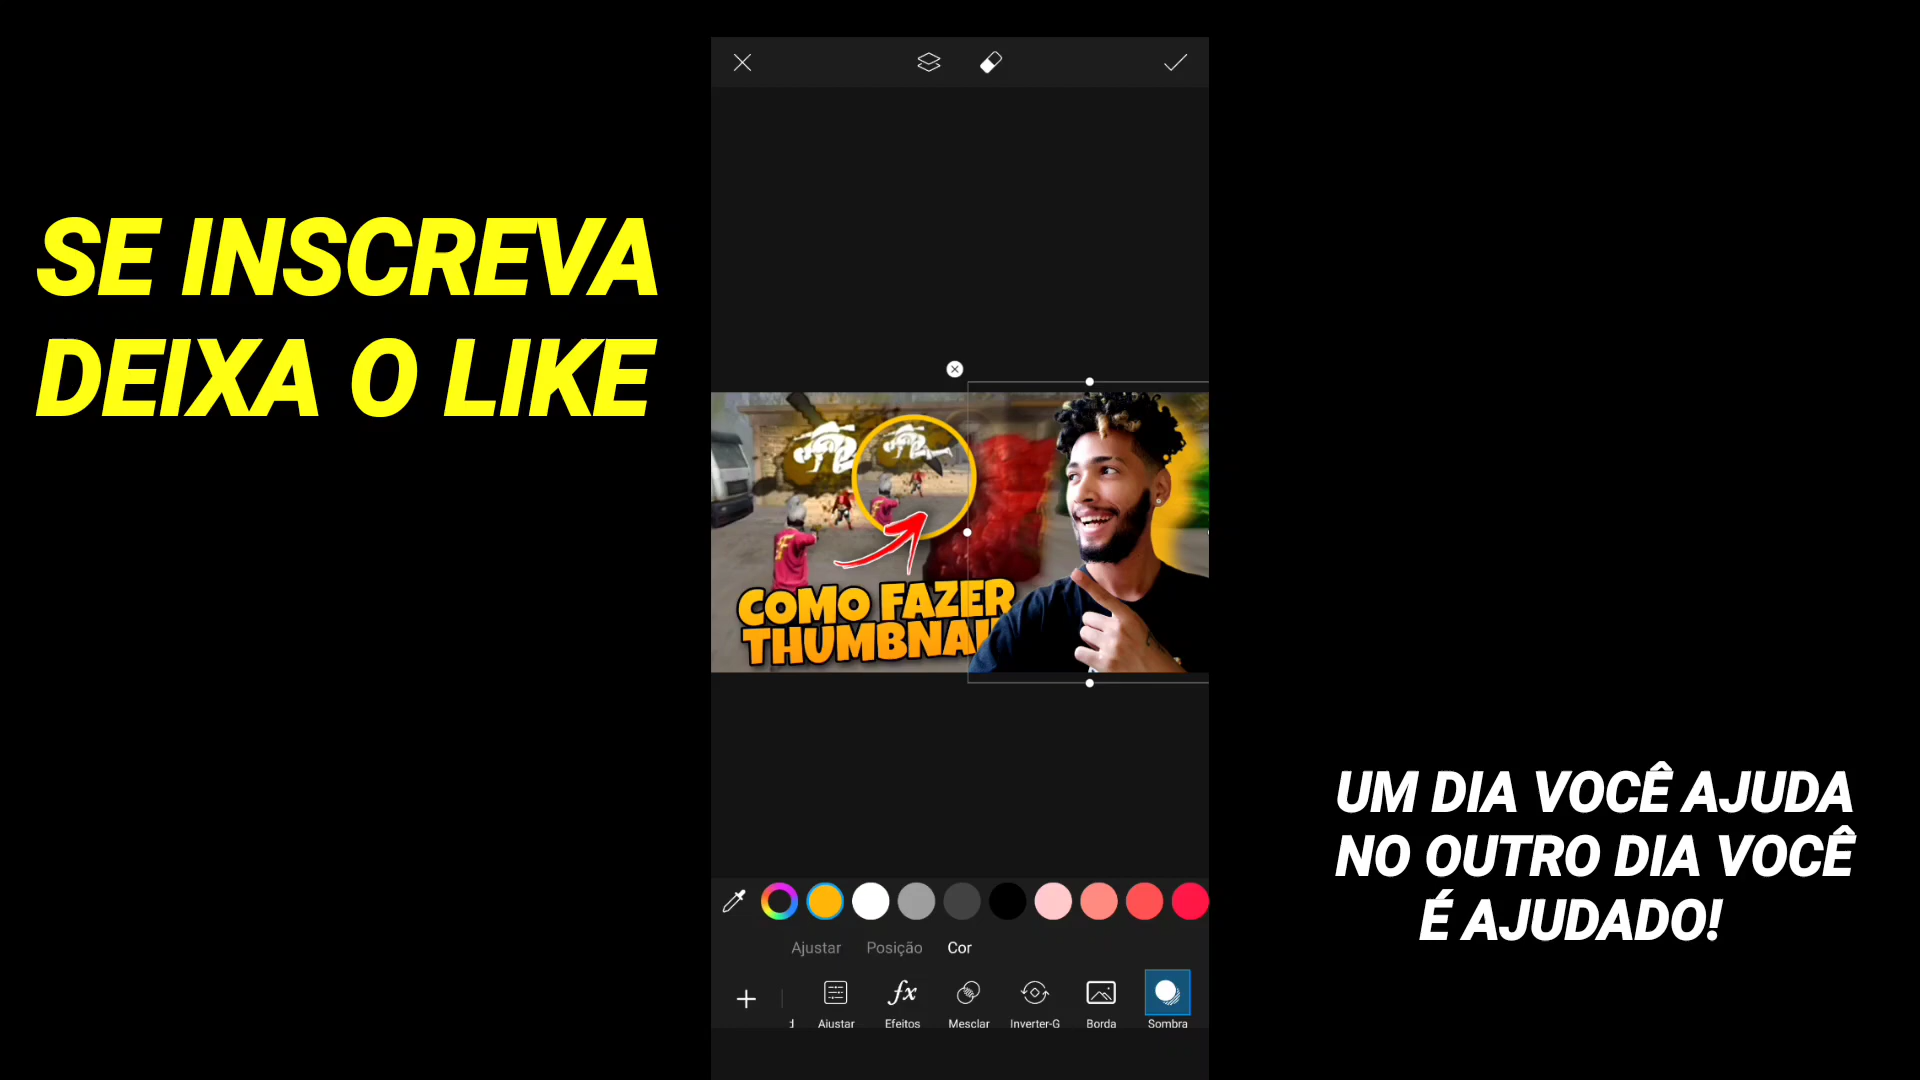 SE INSCREVA
DEIXA O LIKE
COMO FAZER
THUMBNAI
UM DIA VOCÊ AJUDA
NO OUTRO DIA VOCÊ
É AJUDADO!
Ajustar Posição Cor
d Ajustar fx Efeitos Mesclar Inverter-G Borda Sombra